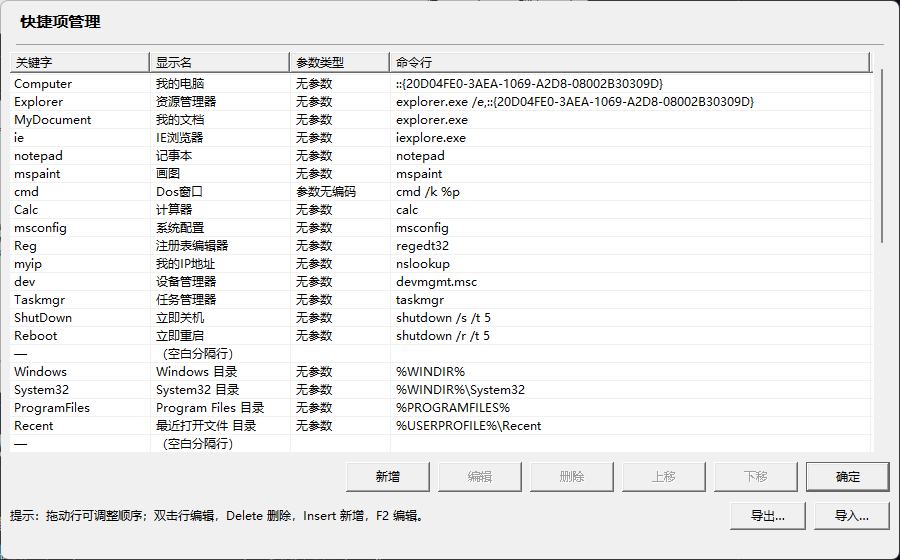 快捷项管理
关键字 显示名 参数类型 命令行
Computer 我的电脑 无参数 ::{20D04FE0-3AEA-1069-A2D8-08002B30309D}
Explorer 资源管理器 无参数 explorer.exe /e,::{20D04FE0-3AEA-1069-A2D8-08002B30309D}
MyDocument 我的文档 无参数 explorer.exe
ie IE浏览器 无参数 iexplore.exe
notepad 记事本 无参数 notepad
mspaint 画图 无参数 mspaint
cmd Dos窗口 参数无编码 cmd /k %p
Calc 计算器 无参数 calc
msconfig 系统配置 无参数 msconfig
Reg 注册表编辑器 无参数 regedt32
myip 我的IP地址 无参数 nslookup
dev 设备管理器 无参数 devmgmt.msc
Taskmgr 任务管理器 无参数 taskmgr
ShutDown 立即关机 无参数 shutdown /s /t 5
Reboot 立即重启 无参数 shutdown /r /t 5
— （空白分隔行）
Windows Windows 目录 无参数 %WINDIR%
System32 System32 目录 无参数 %WINDIR%\System32
ProgramFiles Program Files 目录 无参数 %PROGRAMFILES%
Recent 最近打开文件 目录 无参数 %USERPROFILE%\Recent
— （空白分隔行）
新增 编辑 删除 上移 下移 确定
提示：拖动行可调整顺序；双击行编辑，Delete 删除，Insert 新增，F2 编辑。 导出... 导入...